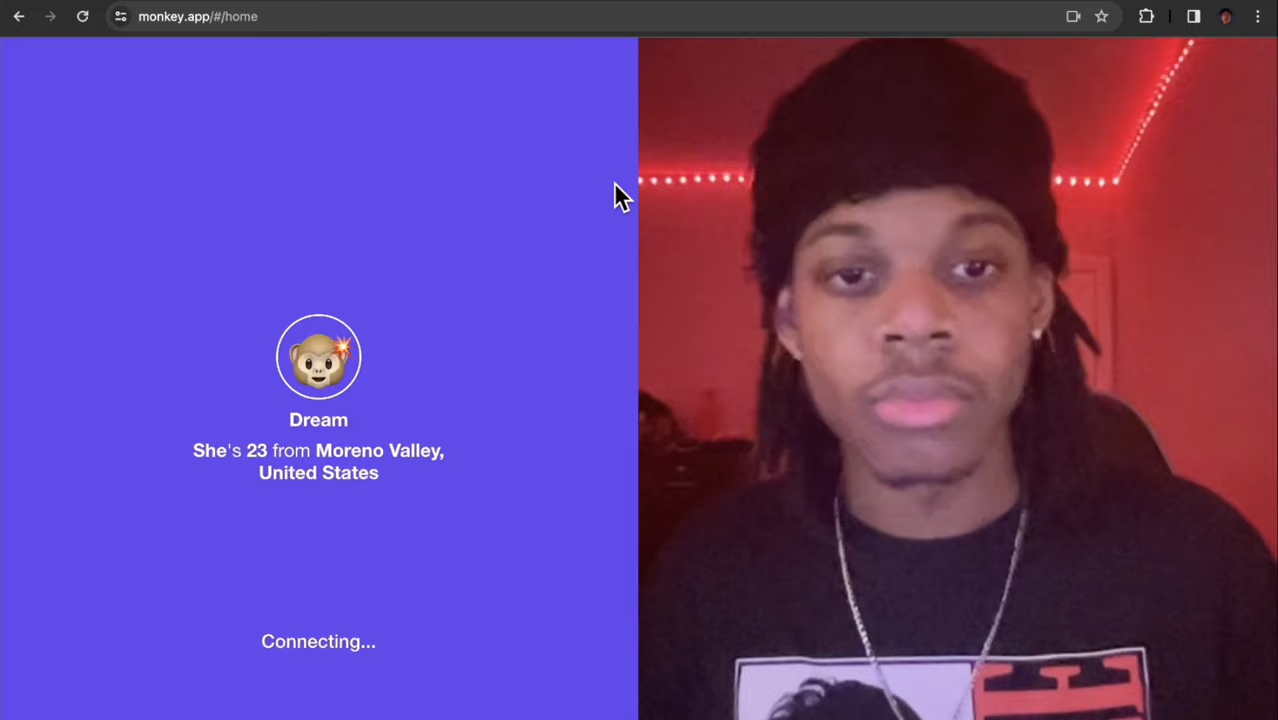 monkey.app/#/home
Dream
She's 23 from Moreno Valley,
United States
Connecting...